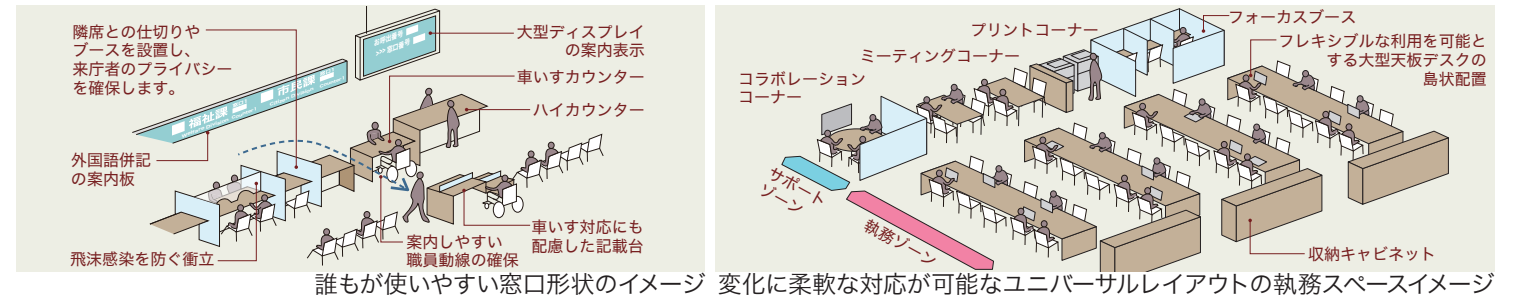 隣席との仕切りや
ブースを設置し、
来庁者のプライバシー
を確保します。
お呼出番号
>>> 窓口番号
大型ディスプレイ
の案内表示
車いすカウンター
ハイカウンター
市民課
福祉課
外国語併記
の案内板
飛沫感染を防ぐ衝立
案内しやすい
職員動線の確保
車いす対応にも
配慮した記載台
誰もが使いやすい窓口形状のイメージ
プリントコーナー
フォーカスブース
ミーティングコーナー
フレキシブルな利用を可能と
する大型天板デスクの
島状配置
コラボレーション
コーナー
サポート
ゾーン
執務ゾーン
収納キャビネット
変化に柔軟な対応が可能なユニバーサルレイアウトの執務スペースイメージ